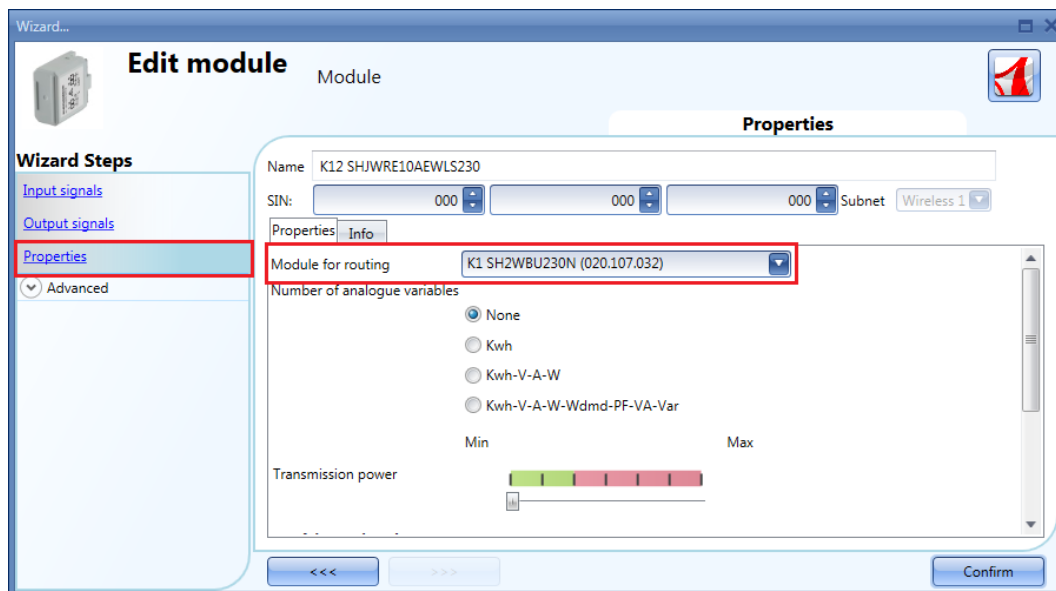 Wizard...
Edit module
Module
Properties
Wizard Steps
Input signals
Output signals
Properties
Advanced
Name K12 SHJWRE10AEWLS230
SIN: 000 000 000 Subnet Wireless 1
Properties Info
Module for routing K1 SH2WBU230N (020.107.032)
Number of analogue variables
None
Kwh
Kwh-V-A-W
Kwh-V-A-W-Wdmd-PF-VA-Var
Min Max
Transmission power
<<< >>> Confirm